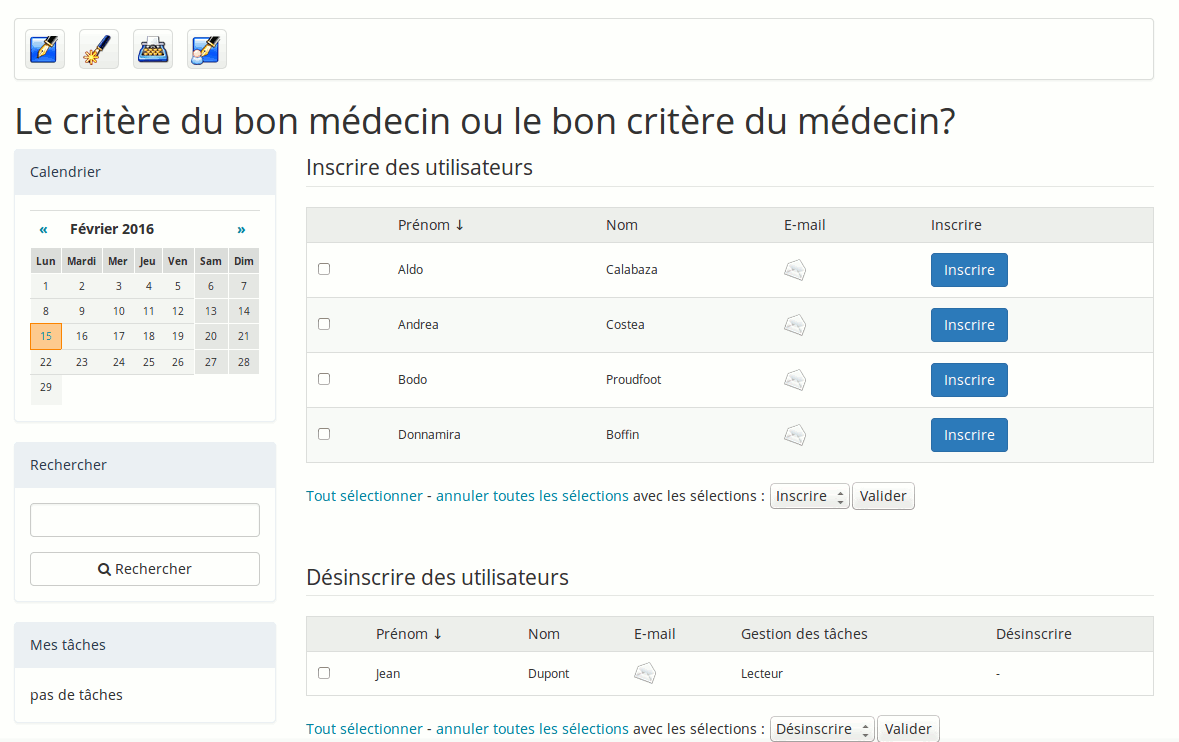 Le critère du bon médecin ou le bon critère du médecin?
Calendrier
« Février 2016 »
Lun Mardi Mer Jeu Ven Sam Dim
1 2 3 4 5 6 7
8 9 10 11 12 13 14
15 16 17 18 19 20 21
22 23 24 25 26 27 28
29
Rechercher
Rechercher
Mes tâches
pas de tâches
Inscrire des utilisateurs
Prénom ↓ Nom E-mail Inscrire
Aldo Calabaza Inscrire
Andrea Costea Inscrire
Bodo Proudfoot Inscrire
Donnamira Boffin Inscrire
Tout sélectionner - annuler toutes les sélections avec les sélections : Inscrire Valider
Désinscrire des utilisateurs
Prénom ↓ Nom E-mail Gestion des tâches Désinscrire
Jean Dupont Lecteur -
Tout sélectionner - annuler toutes les sélections avec les sélections : Désinscrire Valider